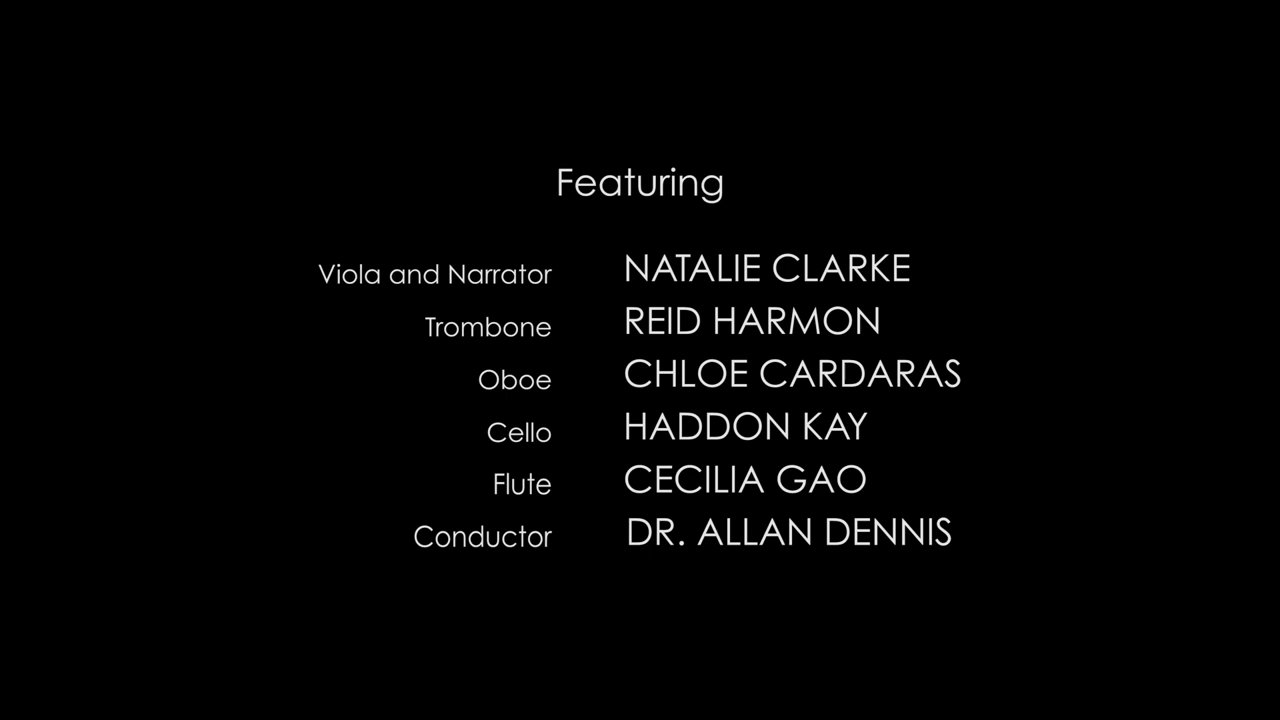 Featuring
Viola and Narrator NATALIE CLARKE
Trombone REID HARMON
Oboe CHLOE CARDARAS
Cello HADDON KAY
Flute CECILIA GAO
Conductor DR. ALLAN DENNIS